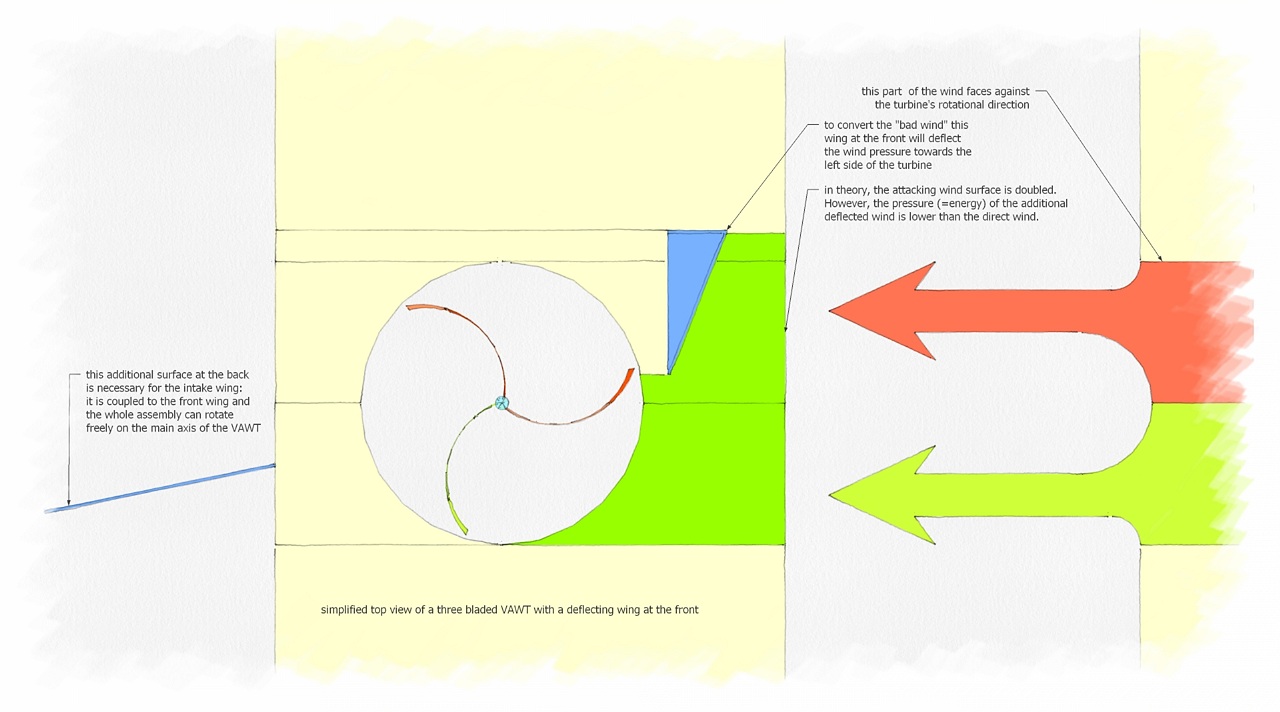 this part  of the wind faces against
the turbine's rotational direction
to convert the "bad wind" this
wing at the front will deflect
the wind pressure towards the
left side of the turbine
in theory, the attacking wind surface is doubled.
However, the pressure (=energy) of the additional
deflected wind is lower than the direct wind.
this additional surface at the back
is necessary for the intake wing:
it is coupled to the front wing and
the whole assembly can rotate
freely on the main axis of the VAWT
simplified top view of a three bladed VAWT with a deflecting wing at the front